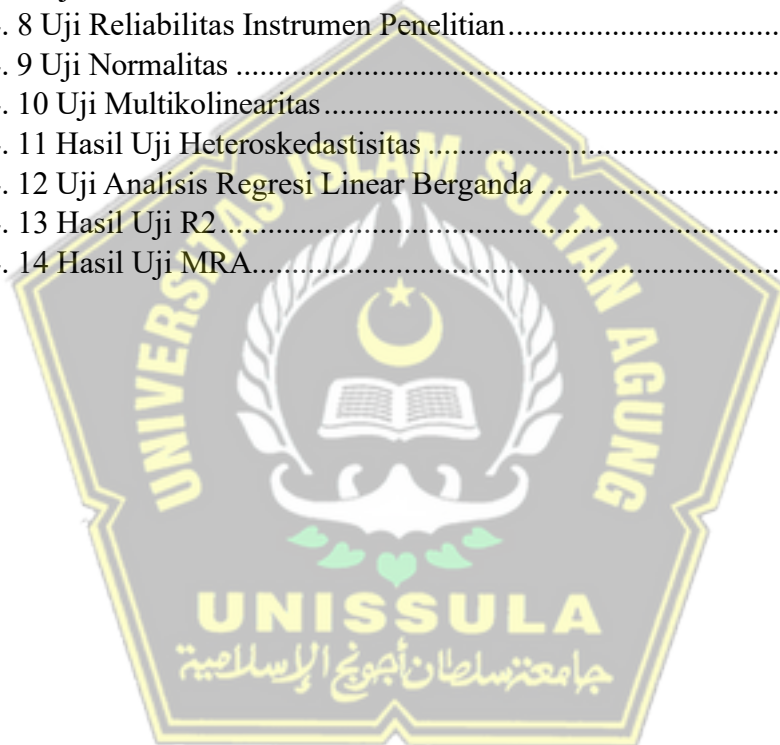 . 8 Uji Reliabilitas Instrumen Penelitian
. 9 Uji Normalitas
. 10 Uji Multikolinearitas
. 11 Hasil Uji Heteroskedastisitas
. 12 Uji Analisis Regresi Linear Berganda
. 13 Hasil Uji R2
. 14 Hasil Uji MRA
UNIVERSITAS ISLAM SULTAN AGUNG
UNISSULA
جامعة سلطان أجونج الإسلامية